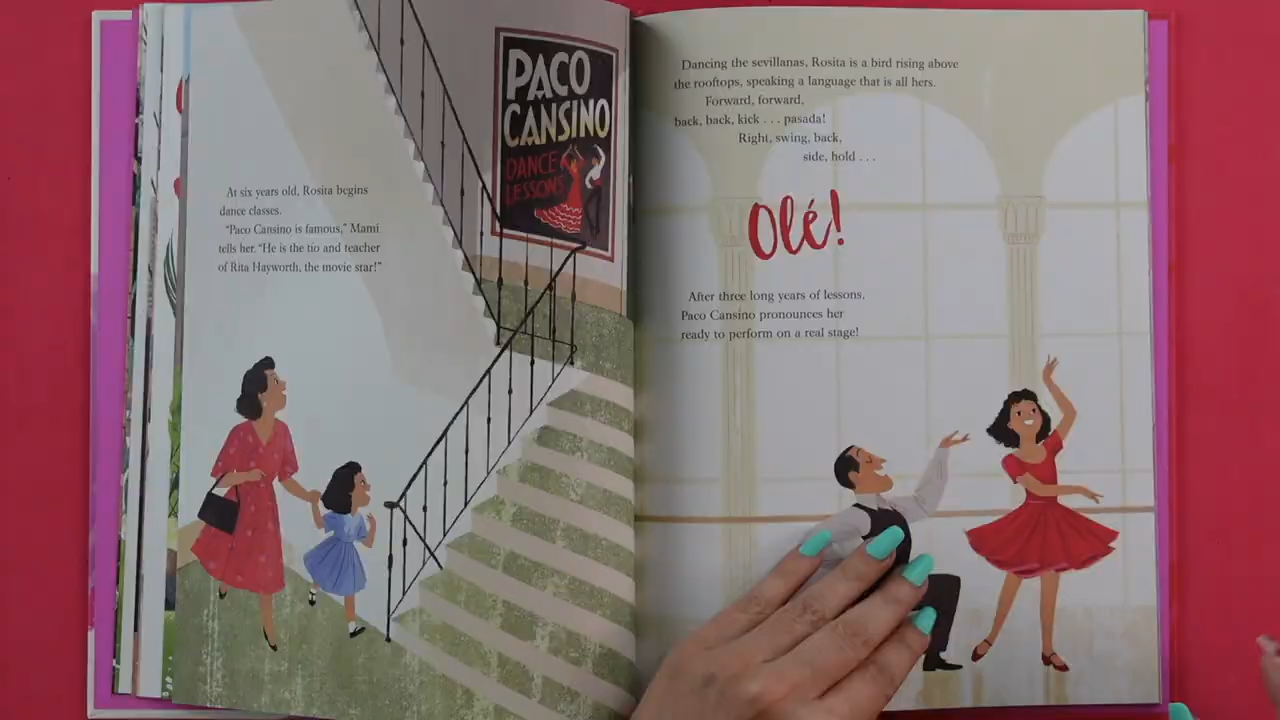 PACO
CANSINO
DANCE
LESSONS
At six years old, Rosita begins
dance classes.
“Paco Cansino is famous,” Mami
tells her. “He is the tío and teacher
of Rita Hayworth, the movie star!”
Dancing the sevillanas, Rosita is a bird rising above
the rooftops, speaking a language that is all hers.
Forward, forward,
back, back, kick . . . pasada!
Right, swing, back,
side, hold . . .
Olé!
After three long years of lessons,
Paco Cansino pronounces her
ready to perform on a real stage!